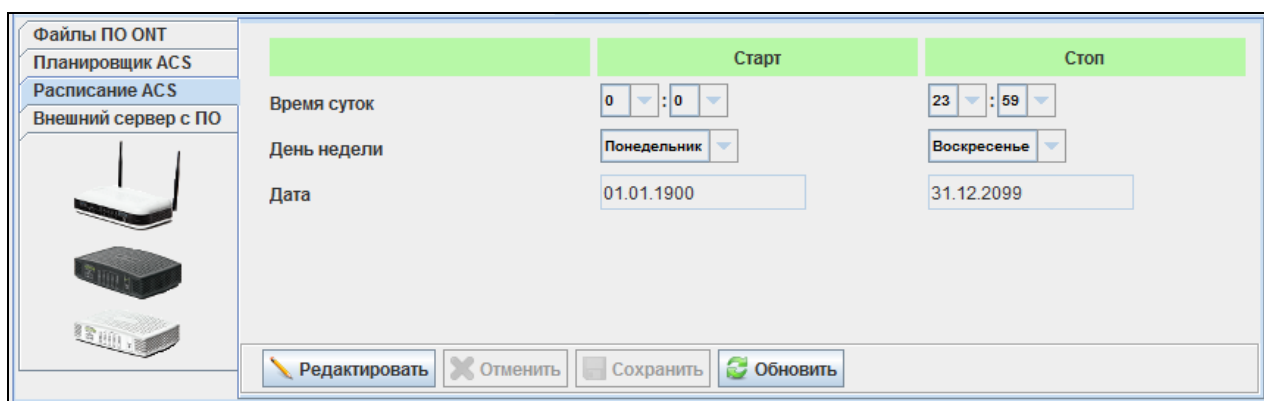 Файлы ПО ONT
Планировщик ACS
Расписание ACS
Внешний сервер с ПО
Старт Стоп
Время суток 0 : 0 23 : 59
День недели Понедельник Воскресенье
Дата 01.01.1900 31.12.2099
Редактировать Отменить Сохранить Обновить